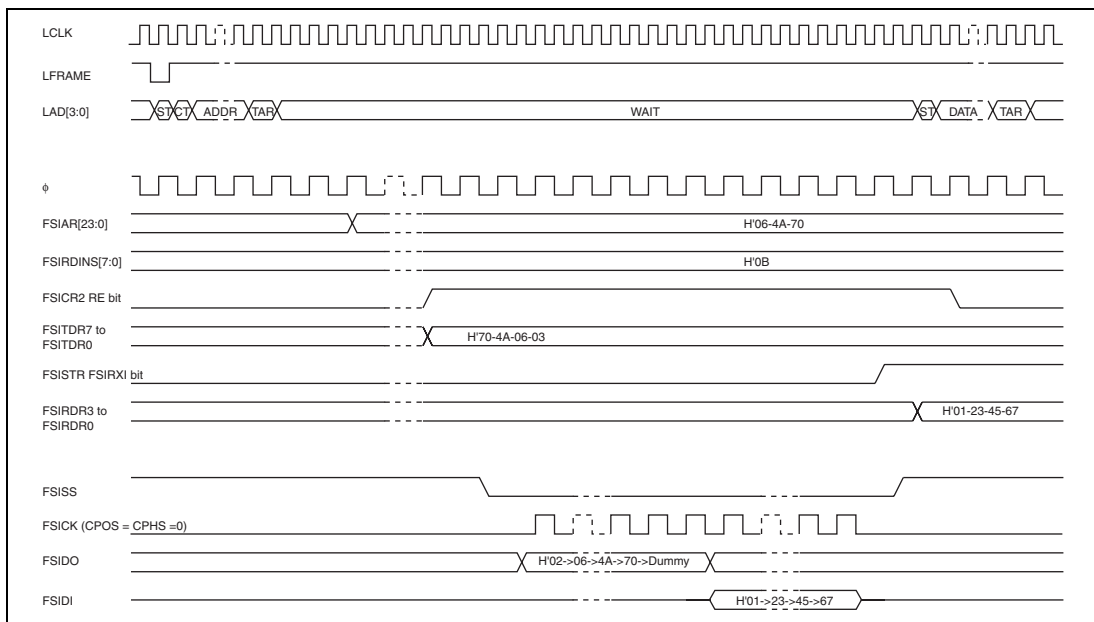 LCLK
LFRAME
LAD[3:0] ST CT ADDR TAR WAIT ST DATA TAR
ϕ
FSIAR[23:0] H'06-4A-70
FSIRDINS[7:0] H'0B
FSICR2 RE bit
FSITDR7 to
FSITDR0
H'70-4A-06-03
FSISTR FSIRXI bit
FSIRDR3 to
FSIRDR0
H'01-23-45-67
FSISS
FSICK (CPOS = CPHS =0)
FSIDO H'02->06->4A->70->Dummy
FSIDI H'01->23->45->67